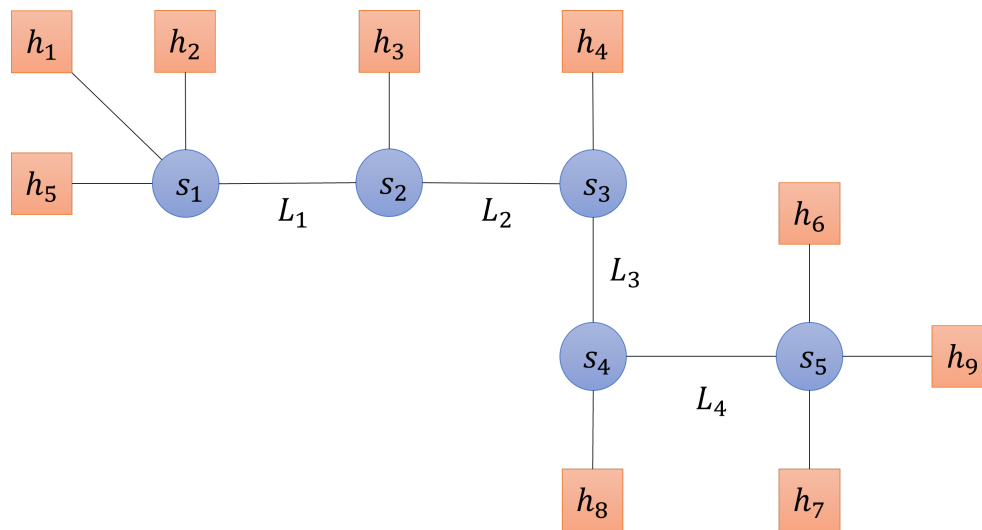 h₁ h₂ h₃ h₄
h₅ s₁ s₂ s₃
L₁ L₂
h₆
L₃
s₄ s₅ h₉
L₄
h₈ h₇